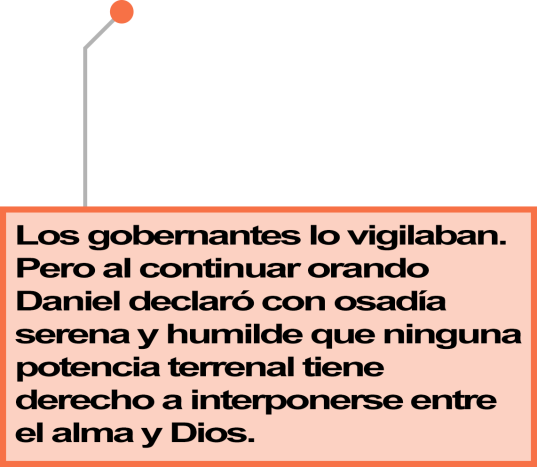 Los gobernantes lo vigilaban.
Pero al continuar orando
Daniel declaró con osadía
serena y humilde que ninguna
potencia terrenal tiene
derecho a interponerse entre
el alma y Dios.